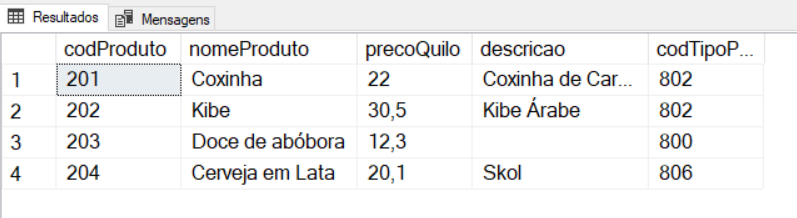 Resultados Mensagens
codProduto nomeProduto precoQuilo descricao codTipoP...
1 201 Coxinha 22 Coxinha de Car... 802
2 202 Kibe 30,5 Kibe Árabe 802
3 203 Doce de abóbora 12,3 800
4 204 Cerveja em Lata 20,1 Skol 806